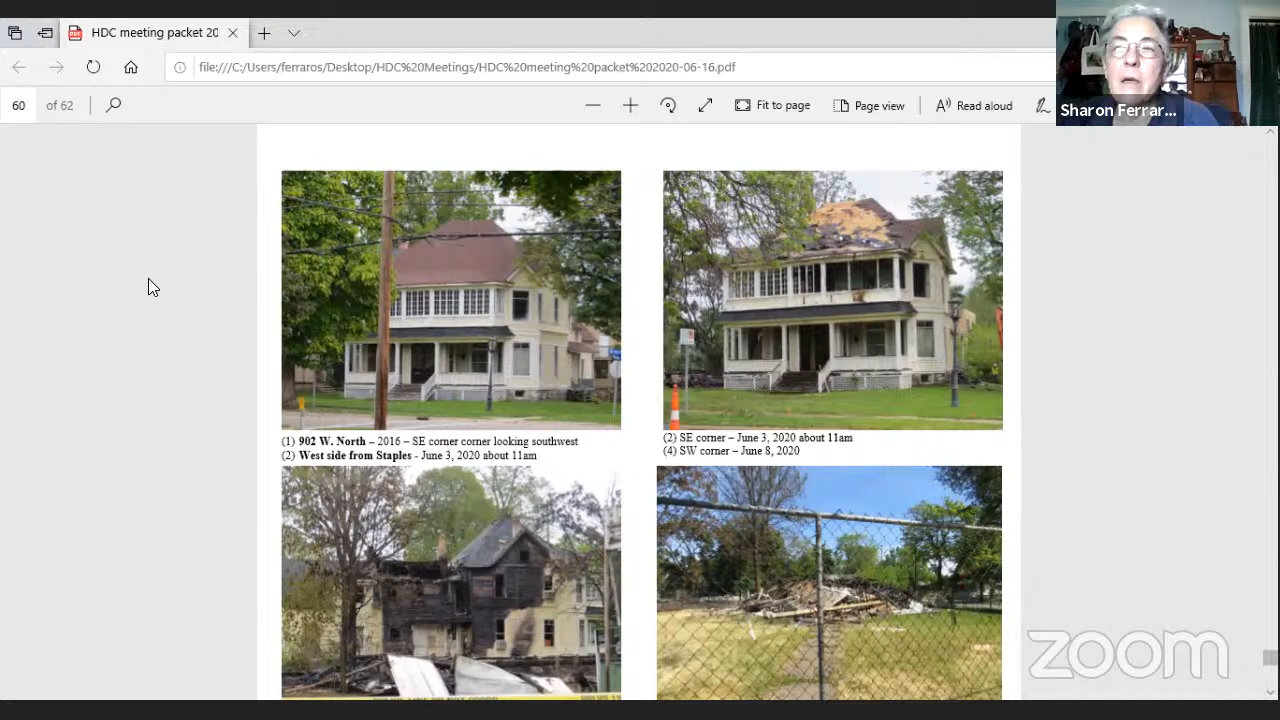 HDC meeting packet 20
file:///C:/Users/ferraros/Desktop/HDC%20Meetings/HDC%20meeting%20packet%202020-06-16.pdf
60 of 62
Fit to page
Page view
Read aloud
Sharon Ferrar...
(1) 902 W. North – 2016 – SE corner corner looking southwest
(2) West side from Staples - June 3, 2020 about 11am
(2) SE corner – June 3, 2020 about 11am
(4) SW corner – June 8, 2020
zoom